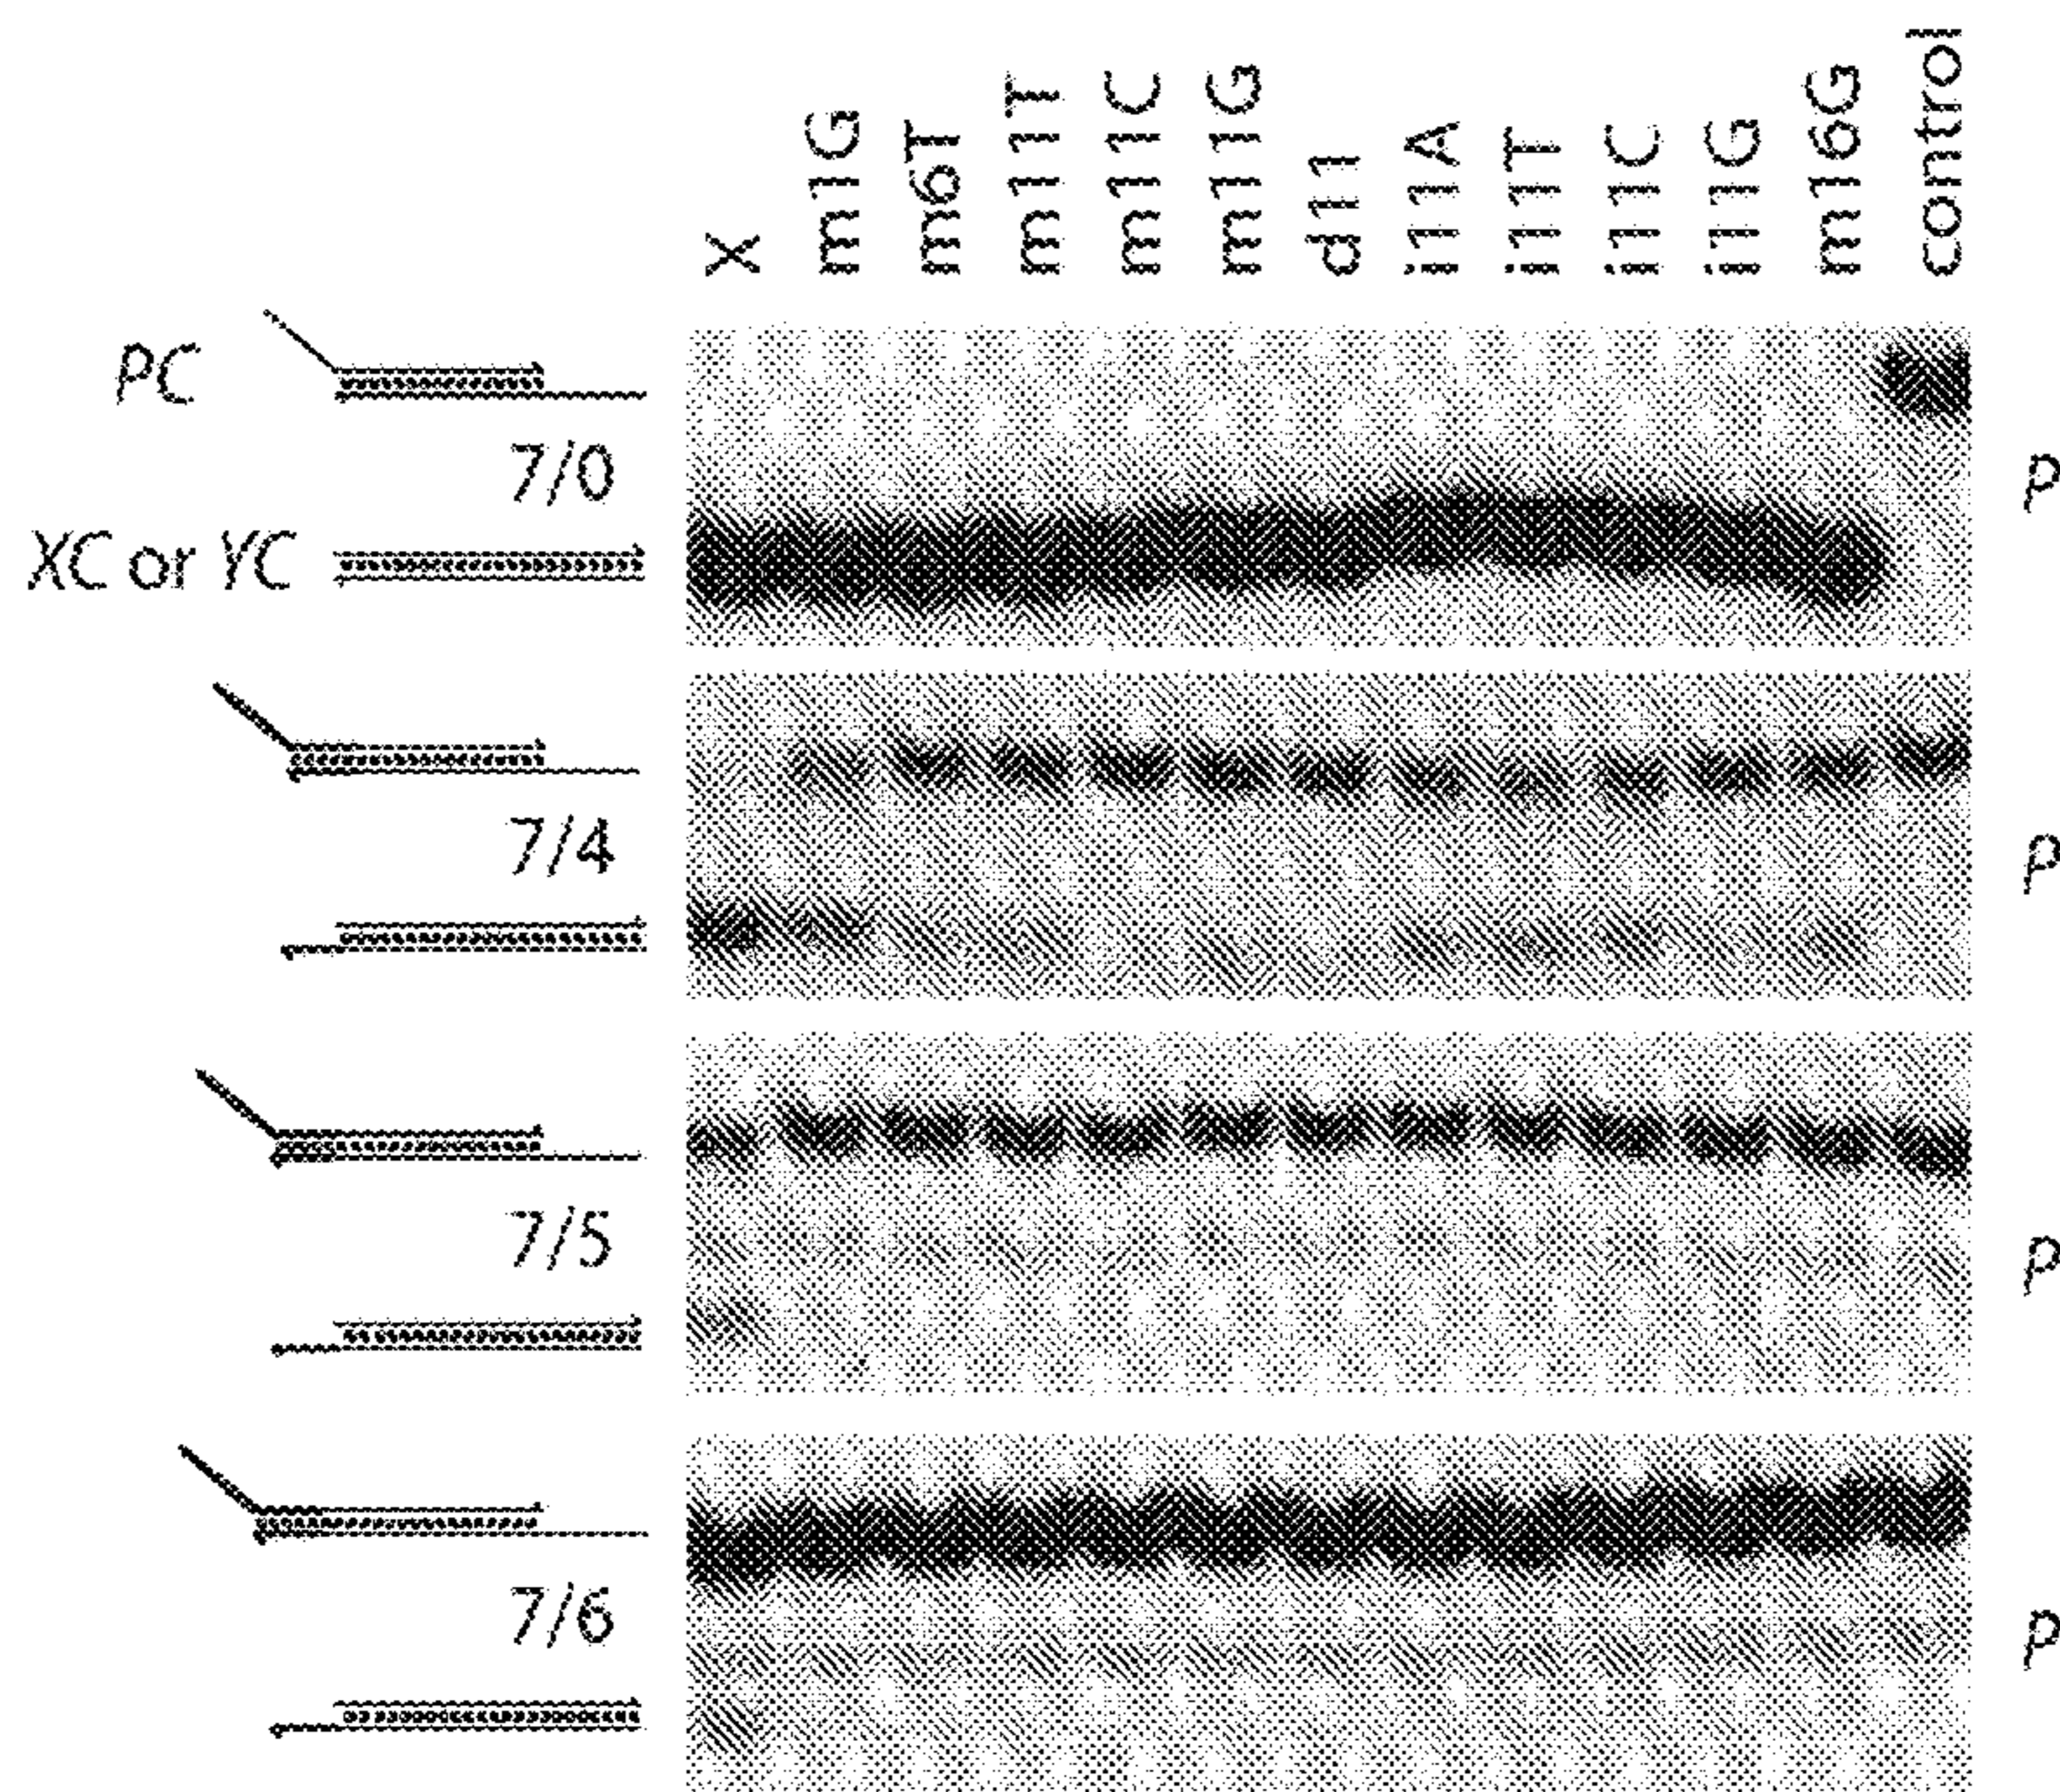 X m1G m6T m11T m11C m11G d11 i11A i11T i11C i11G m16G control
PC
7/0
P
XC or YC
7/4
P
7/5
P
7/6
P